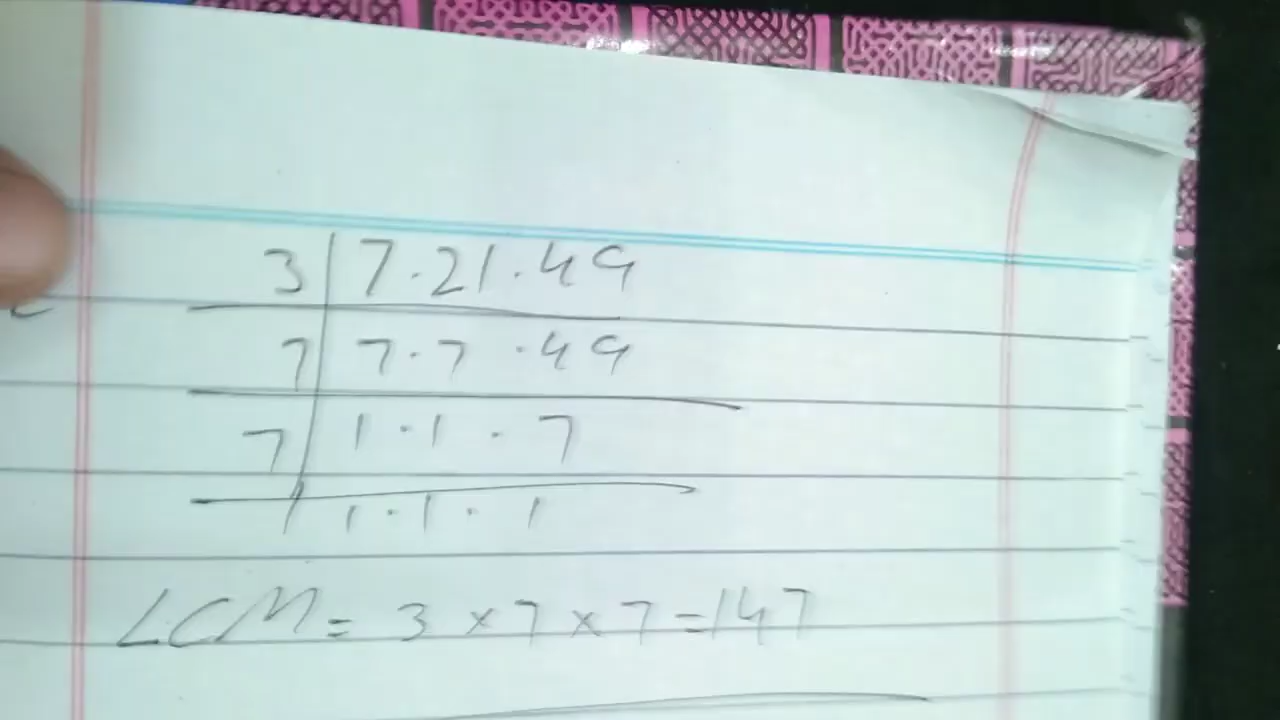 3 | 7 . 21 . 49
7 | 7 . 7 . 49
7 | 1 . 1 . 7
1 . 1 . 1
LCM = 3 × 7 × 7 = 147